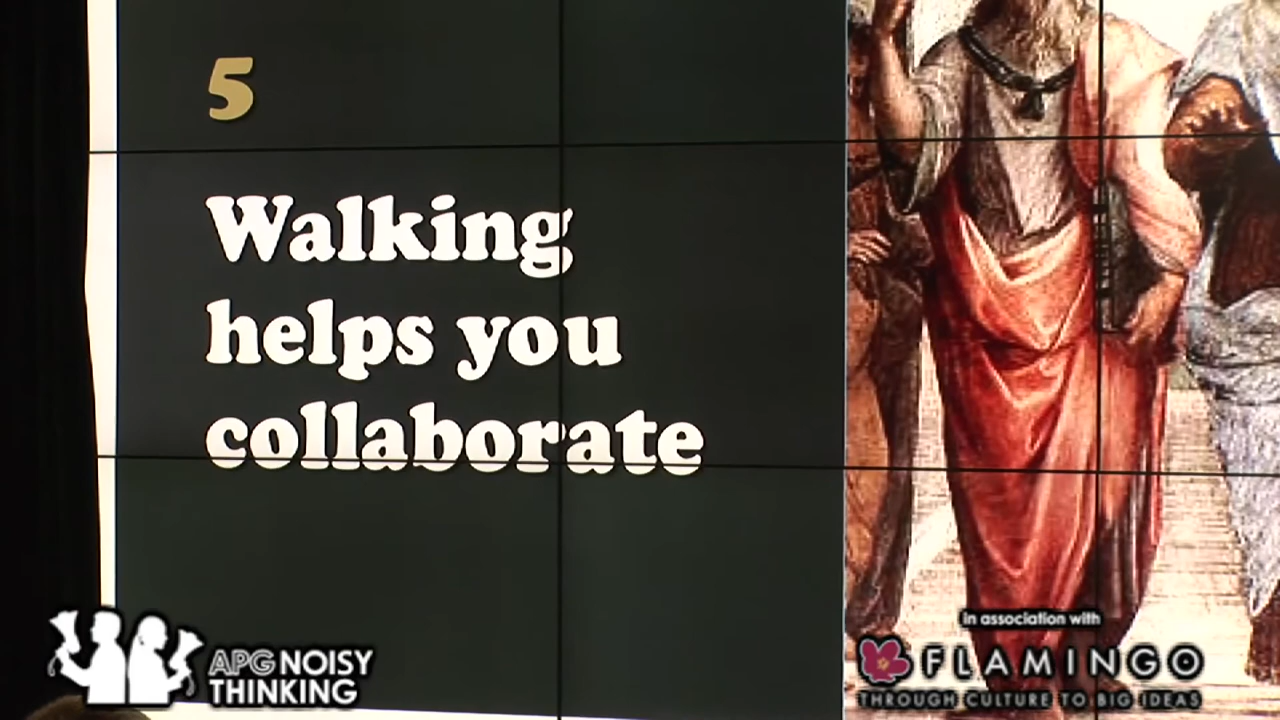 5
Walking
helps you
collaborate
APG NOISY
THINKING
in association with
FLAMINGO
THROUGH CULTURE TO BIG IDEAS